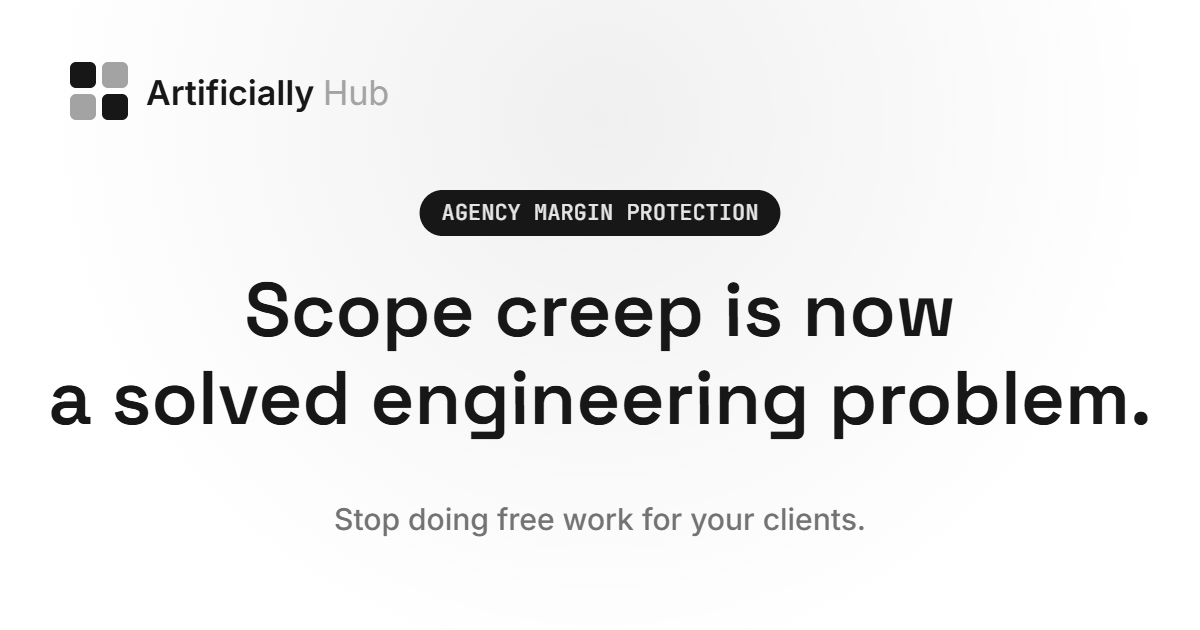 Artificially Hub
AGENCY MARGIN PROTECTION
Scope creep is now
a solved engineering problem.
Stop doing free work for your clients.